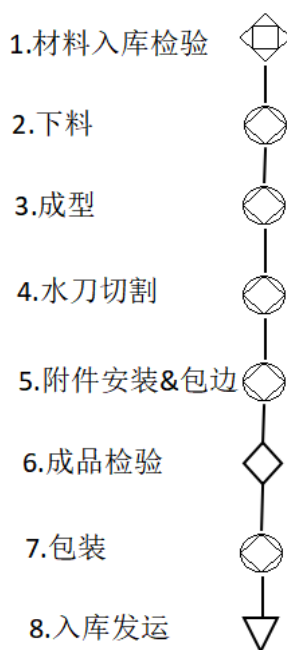 1.材料入库检验
2.下料
3.成型
4.水刀切割
5.附件安装&包边
6.成品检验
7.包装
8.入库发运